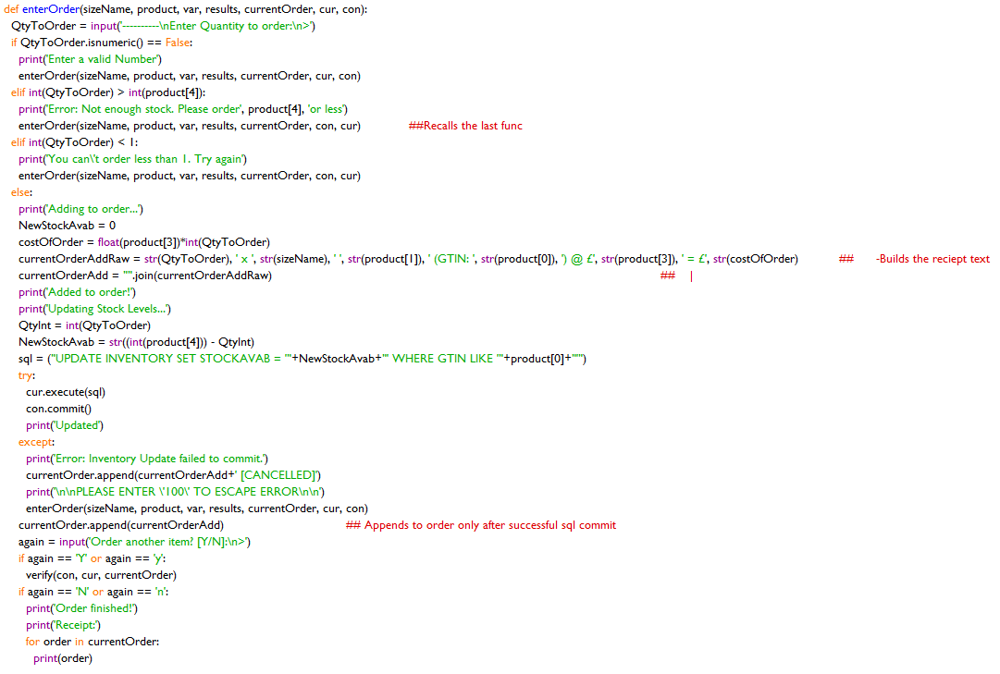 def enterOrder(sizeName, product, var, results, currentOrder, cur, con):
  QtyToOrder = input('----------\nEnter Quantity to order:\n>')
  if QtyToOrder.isnumeric() == False:
    print('Enter a valid Number')
    enterOrder(sizeName, product, var, results, currentOrder, cur, con)
  elif int(QtyToOrder) > int(product[4]):
    print('Error: Not enough stock. Please order', product[4], 'or less')
    enterOrder(sizeName, product, var, results, currentOrder, con, cur)          ##Recalls the last func
  elif int(QtyToOrder) < 1:
    print('You can\'t order less than 1. Try again')
    enterOrder(sizeName, product, var, results, currentOrder, con, cur)
  else:
    print('Adding to order...')
    NewStockAvab = 0
    costOfOrder = float(product[3])*int(QtyToOrder)
    currentOrderAddRaw = str(QtyToOrder), ' x ', str(sizeName), ' ', str(product[1]), ' (GTIN: ', str(product[0]), ') @ £', str(product[3]), ' = £', str(costOfOrder)          ##     -Builds the reciept text
    currentOrderAdd = "".join(currentOrderAddRaw)          ##   |
    print('Added to order!')
    print('Updating Stock Levels...')
    QtyInt = int(QtyToOrder)
    NewStockAvab = str((int(product[4])) - QtyInt)
    sql = ("UPDATE INVENTORY SET STOCKAVAB = '"+NewStockAvab+"' WHERE GTIN LIKE '"+product[0]+"'")
    try:
      cur.execute(sql)
      con.commit()
      print('Updated')
    except:
      print('Error: Inventory Update failed to commit.')
      currentOrder.append(currentOrderAdd+' [CANCELLED]')
      print('\n\nPLEASE ENTER \'100\' TO ESCAPE ERROR\n\n')
      enterOrder(sizeName, product, var, results, currentOrder, cur, con)
    currentOrder.append(currentOrderAdd)          ## Appends to order only after successful sql commit
    again = input('Order another item? [Y/N]:\n>')
    if again == 'Y' or again == 'y':
      verify(con, cur, currentOrder)
    if again == 'N' or again == 'n':
      print('Order finished!')
      print('Receipt:')
      for order in currentOrder:
        print(order)